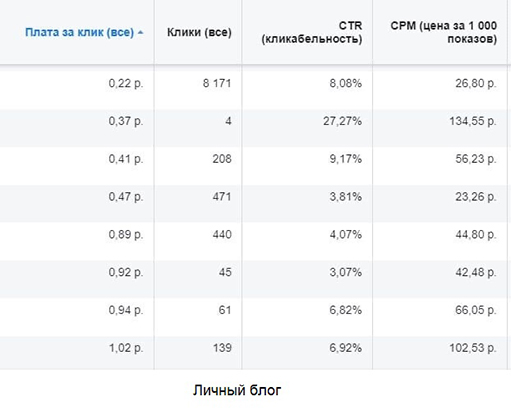 Плата за клик (все) Клики (все) CTR (кликабельность) CPM (цена за 1 000 показов)
0,22 р. 8 171 8,08% 26,80 р.
0,37 р. 4 27,27% 134,55 р.
0,41 р. 208 9,17% 56,23 р.
0,47 р. 471 3,81% 23,26 р.
0,89 р. 440 4,07% 44,80 р.
0,92 р. 45 3,07% 42,48 р.
0,94 р. 61 6,82% 66,05 р.
1,02 р. 139 6,92% 102,53 р.
Личный блог